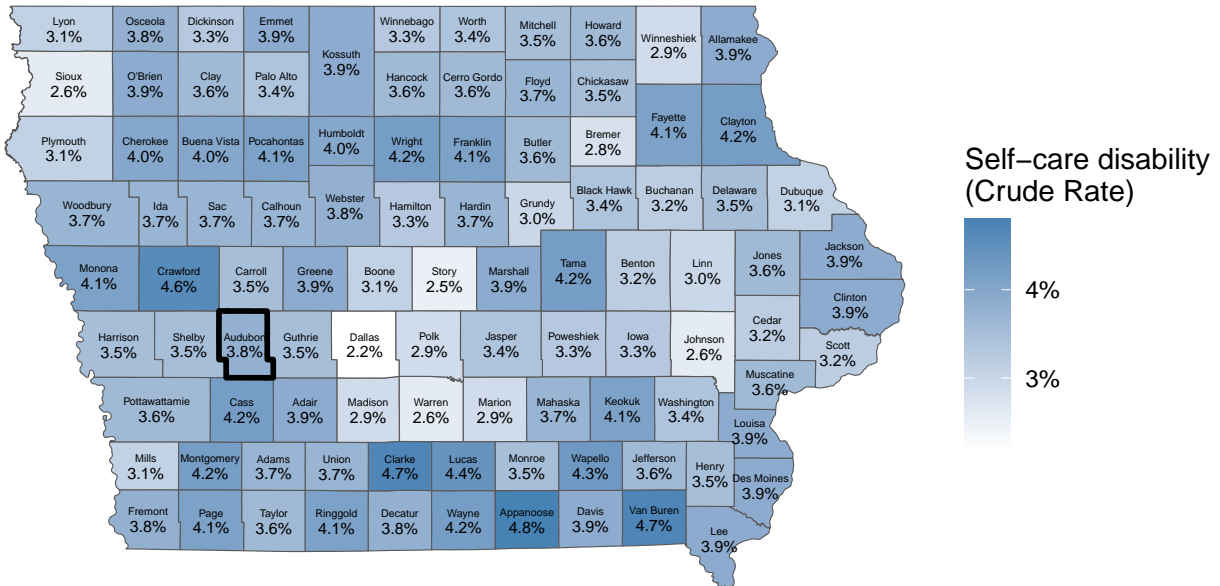 Lyon
3.1%
Osceola
3.8%
Dickinson
3.3%
Emmet
3.9%
Kossuth
3.9%
Winnebago
3.3%
Worth
3.4%
Mitchell
3.5%
Howard
3.6%
Winneshiek
2.9%
Allamakee
3.9%
Sioux
2.6%
O'Brien
3.9%
Clay
3.6%
Palo Alto
3.4%
Hancock
3.6%
Cerro Gordo
3.6%
Floyd
3.7%
Chickasaw
3.5%
Fayette
4.1%
Clayton
4.2%
Plymouth
3.1%
Cherokee
4.0%
Buena Vista
4.0%
Pocahontas
4.1%
Humboldt
4.0%
Wright
4.2%
Franklin
4.1%
Butler
3.6%
Bremer
2.8%
Woodbury
3.7%
Ida
3.7%
Sac
3.7%
Calhoun
3.7%
Webster
3.8%
Hamilton
3.3%
Hardin
3.7%
Grundy
3.0%
Black Hawk
3.4%
Buchanan
3.2%
Delaware
3.5%
Dubuque
3.1%
Monona
4.1%
Crawford
4.6%
Carroll
3.5%
Greene
3.9%
Boone
3.1%
Story
2.5%
Marshall
3.9%
Tama
4.2%
Benton
3.2%
Linn
3.0%
Jones
3.6%
Jackson
3.9%
Clinton
3.9%
Harrison
3.5%
Shelby
3.5%
Audubon
3.8%
Guthrie
3.5%
Dallas
2.2%
Polk
2.9%
Jasper
3.4%
Poweshiek
3.3%
Iowa
3.3%
Johnson
2.6%
Cedar
3.2%
Scott
3.2%
Muscatine
3.6%
Pottawattamie
3.6%
Cass
4.2%
Adair
3.9%
Madison
2.9%
Warren
2.6%
Marion
2.9%
Mahaska
3.7%
Keokuk
4.1%
Washington
3.4%
Louisa
3.9%
Mills
3.1%
Montgomery
4.2%
Adams
3.7%
Union
3.7%
Clarke
4.7%
Lucas
4.4%
Monroe
3.5%
Wapello
4.3%
Jefferson
3.6%
Henry
3.5%
Des Moines
3.9%
Fremont
3.8%
Page
4.1%
Taylor
3.6%
Ringgold
4.1%
Decatur
3.8%
Wayne
4.2%
Appanoose
4.8%
Davis
3.9%
Van Buren
4.7%
Lee
3.9%
Self−care disability
(Crude Rate)
4%
3%